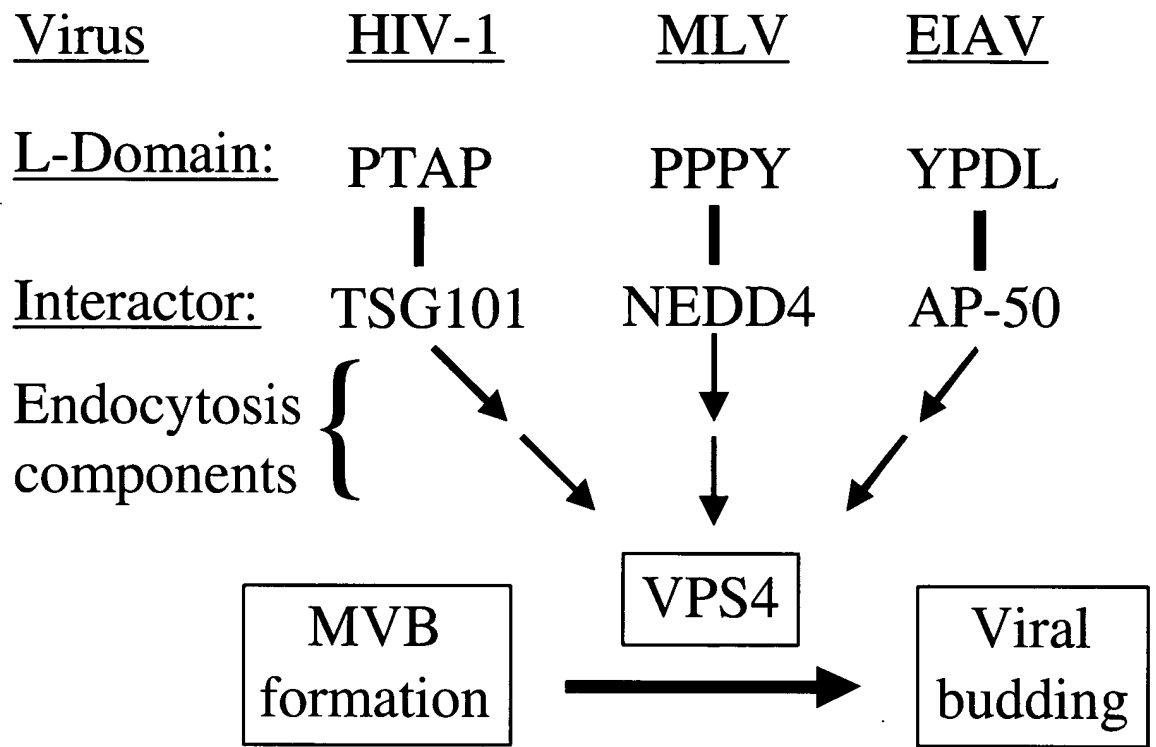 Virus HIV-1 MLV EIAV
L-Domain: PTAP PPPY YPDL
Interactor: TSG101 NEDD4 AP-50
Endocytosis
components
VPS4
MVB
formation
Viral
budding